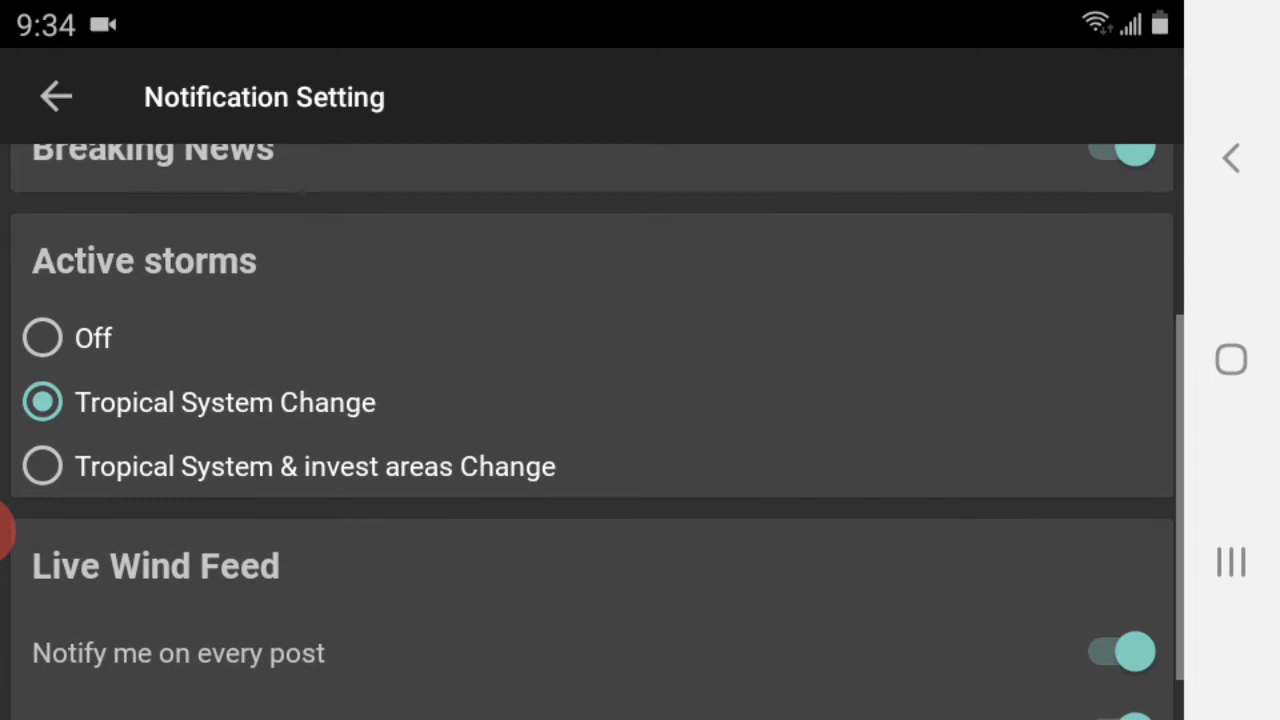 9:34
Notification Setting
Breaking News
Active storms
Off
Tropical System Change
Tropical System & invest areas Change
Live Wind Feed
Notify me on every post